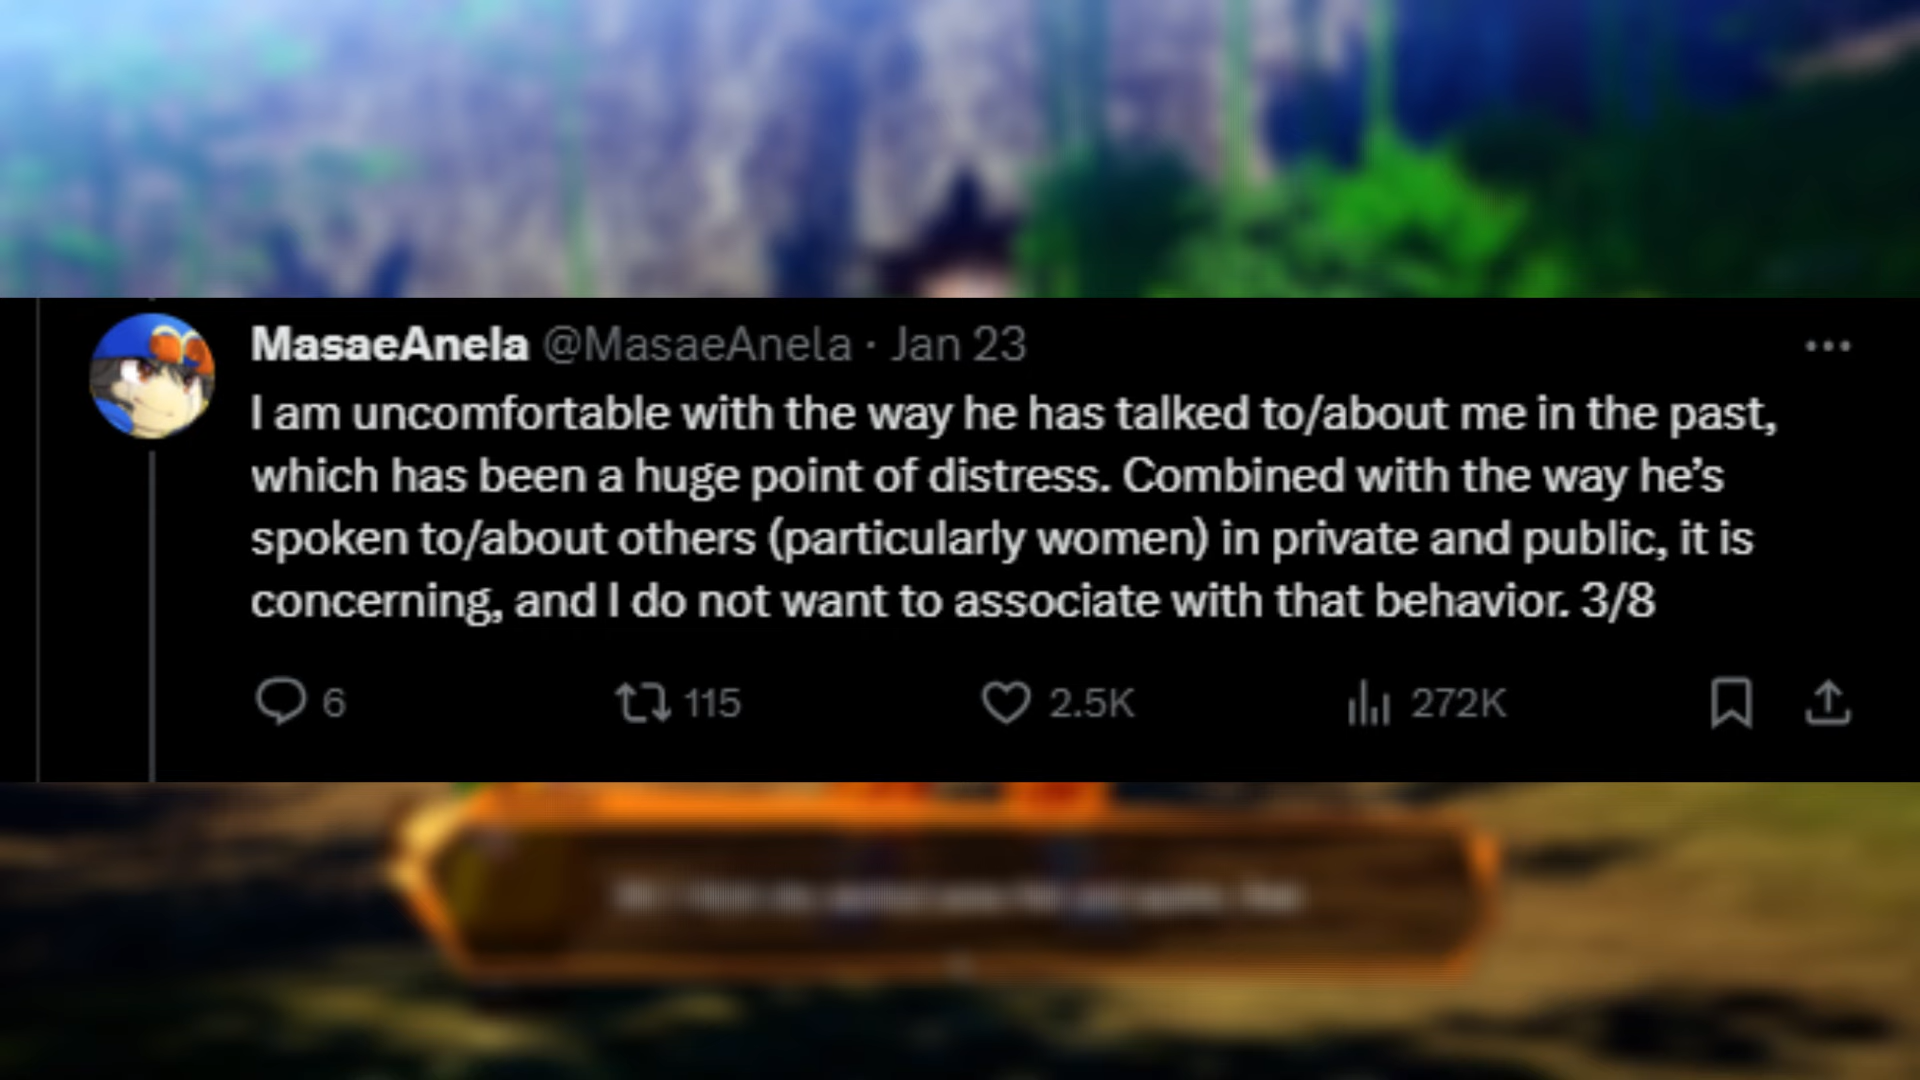 MasaeAnela @MasaeAnela · Jan 23
I am uncomfortable with the way he has talked to/about me in the past,
which has been a huge point of distress. Combined with the way he’s
spoken to/about others (particularly women) in private and public, it is
concerning, and I do not want to associate with that behavior. 3/8
6 115 2.5K 272K